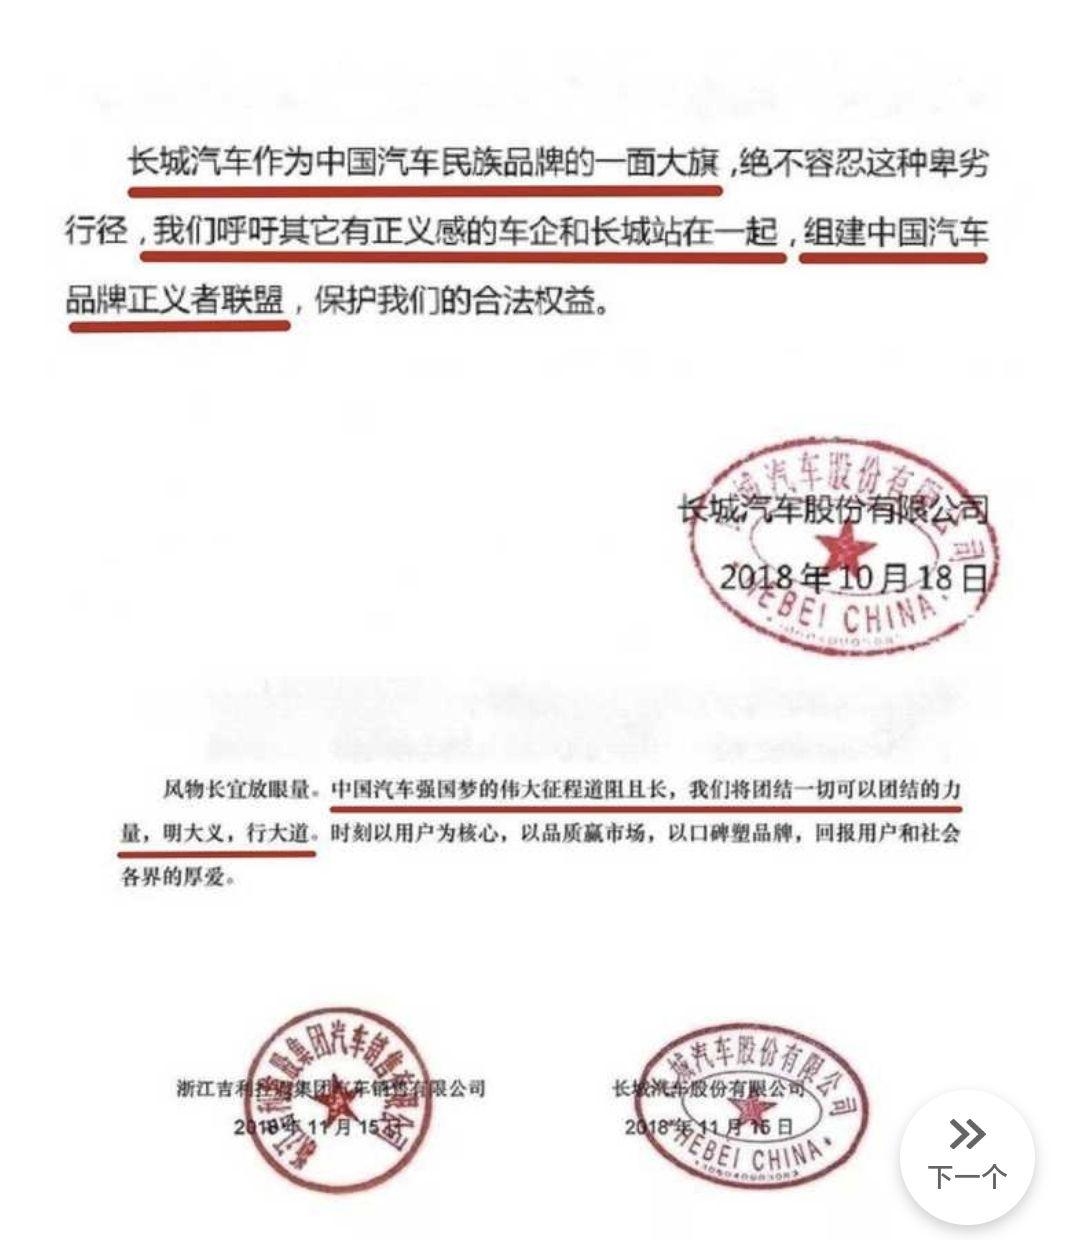 长城汽车作为中国汽车民族品牌的一面大旗,绝不容忍这种卑劣
行径,我们呼吁其它有正义感的车企和长城站在一起,组建中国汽车
品牌正义者联盟，保护我们的合法权益。
长城汽车股份有限公司
2018年10月18日
长城汽车股份有限公司
HEBEI CHINA
风物长宜放眼量。中国汽车强国梦的伟大征程道阻且长，我们将团结一切可以团结的力
量，明大义，行大道。时刻以用户为核心，以品质赢市场，以口碑塑品牌，回报用户和社会
各界的厚爱。
浙江吉利控股集团汽车销售有限公司
2018年11月15日
浙江吉利控股集团汽车销售有限公司
长城汽车股份有限公司
2018年11月15日
长城汽车股份有限公司
HEBEI CHINA
下一个